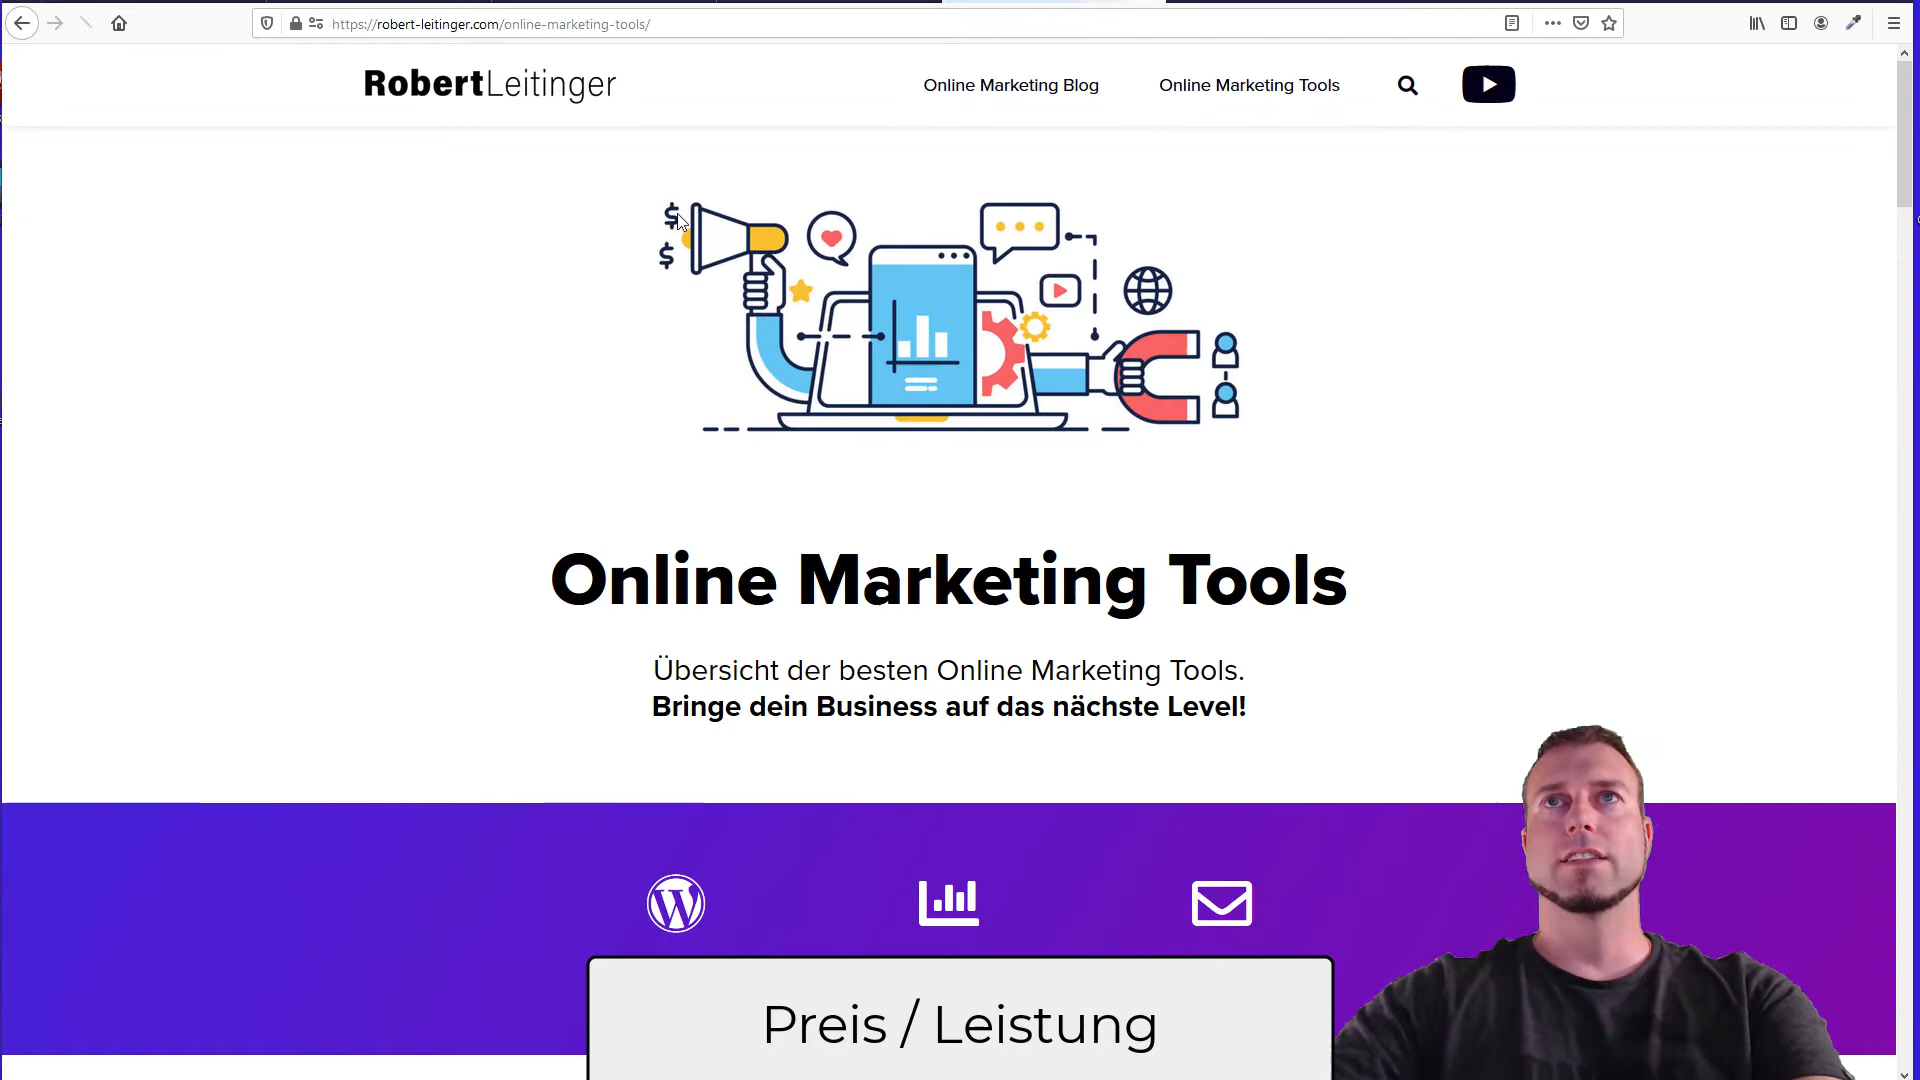 https://robert-leitinger.com/online-marketing-tools/
RobertLeitinger
Online Marketing Blog
Online Marketing Tools
$
$
Online Marketing Tools
Übersicht der besten Online Marketing Tools.
Bringe dein Business auf das nächste Level!
Preis / Leistung